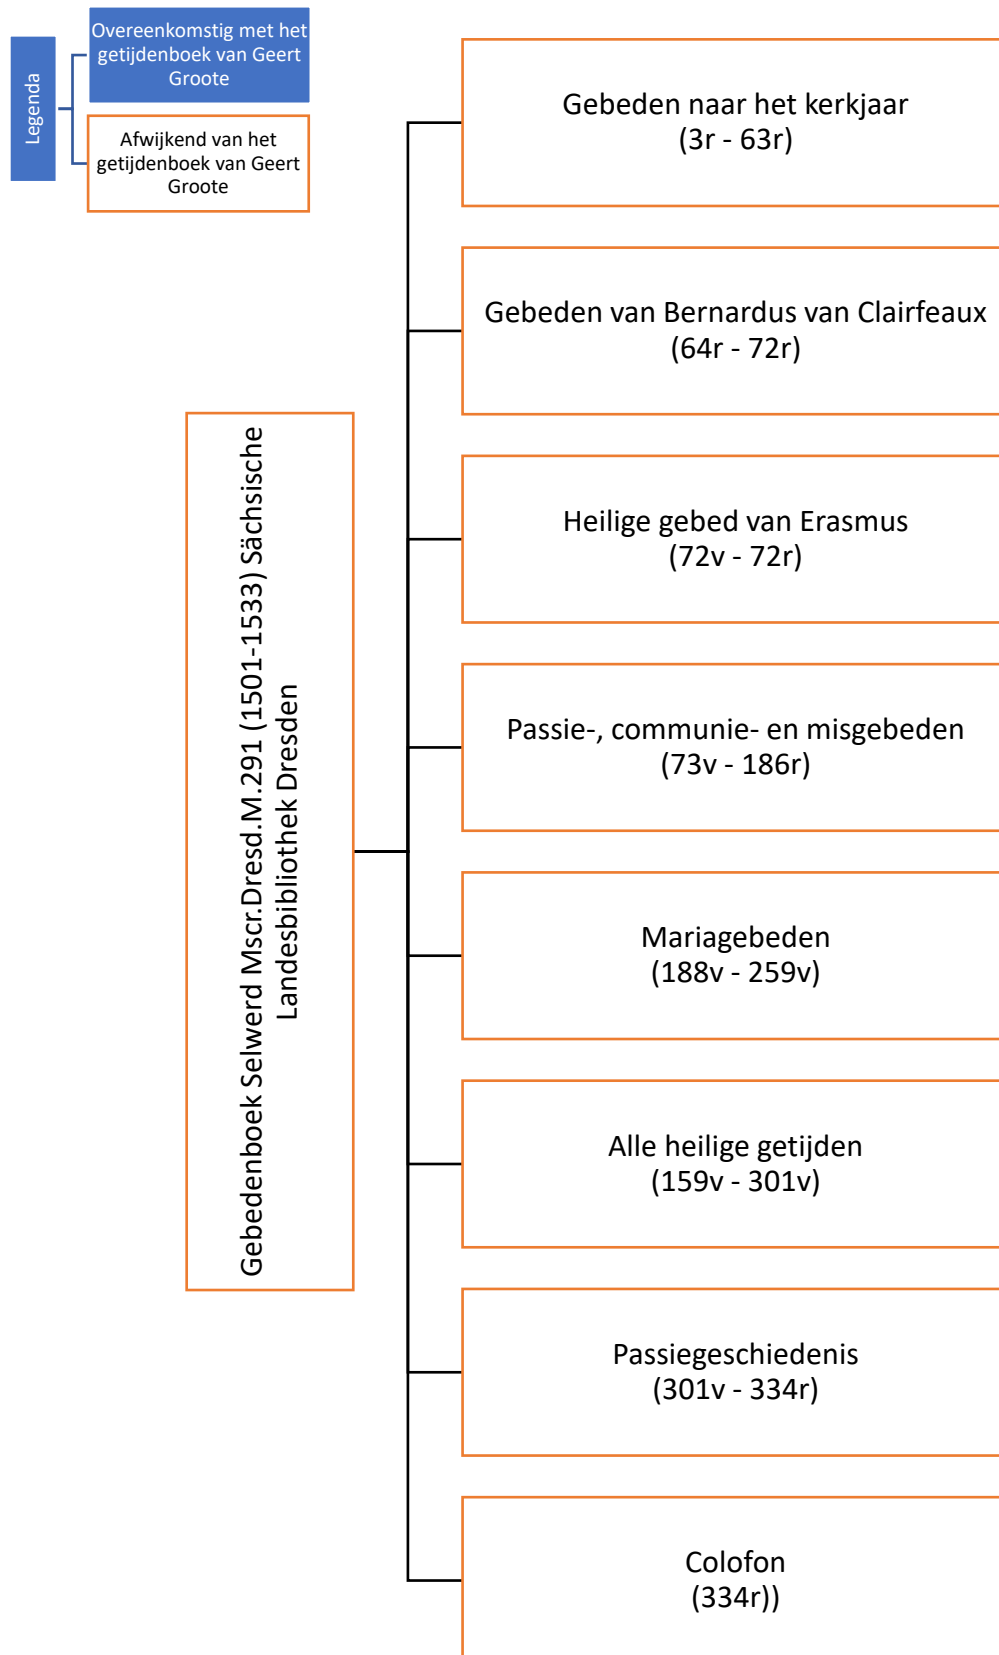 Legenda
Overeenkomstig met het
getijdenboek van Geert
Groote
Afwijkend van het
getijdenboek van Geert
Groote
Gebedenboek Selwerd Mscr.Dresd.M.291 (1501-1533) Sächsische
Landesbibliothek Dresden
Gebeden naar het kerkjaar
(3r - 63r)
Gebeden van Bernardus van Clairfeaux
(64r - 72r)
Heilige gebed van Erasmus
(72v - 72r)
Passie-, communie- en misgebeden
(73v - 186r)
Mariagebeden
(188v - 259v)
Alle heilige getijden
(159v - 301v)
Passiegeschiedenis
(301v - 334r)
Colofon
(334r))